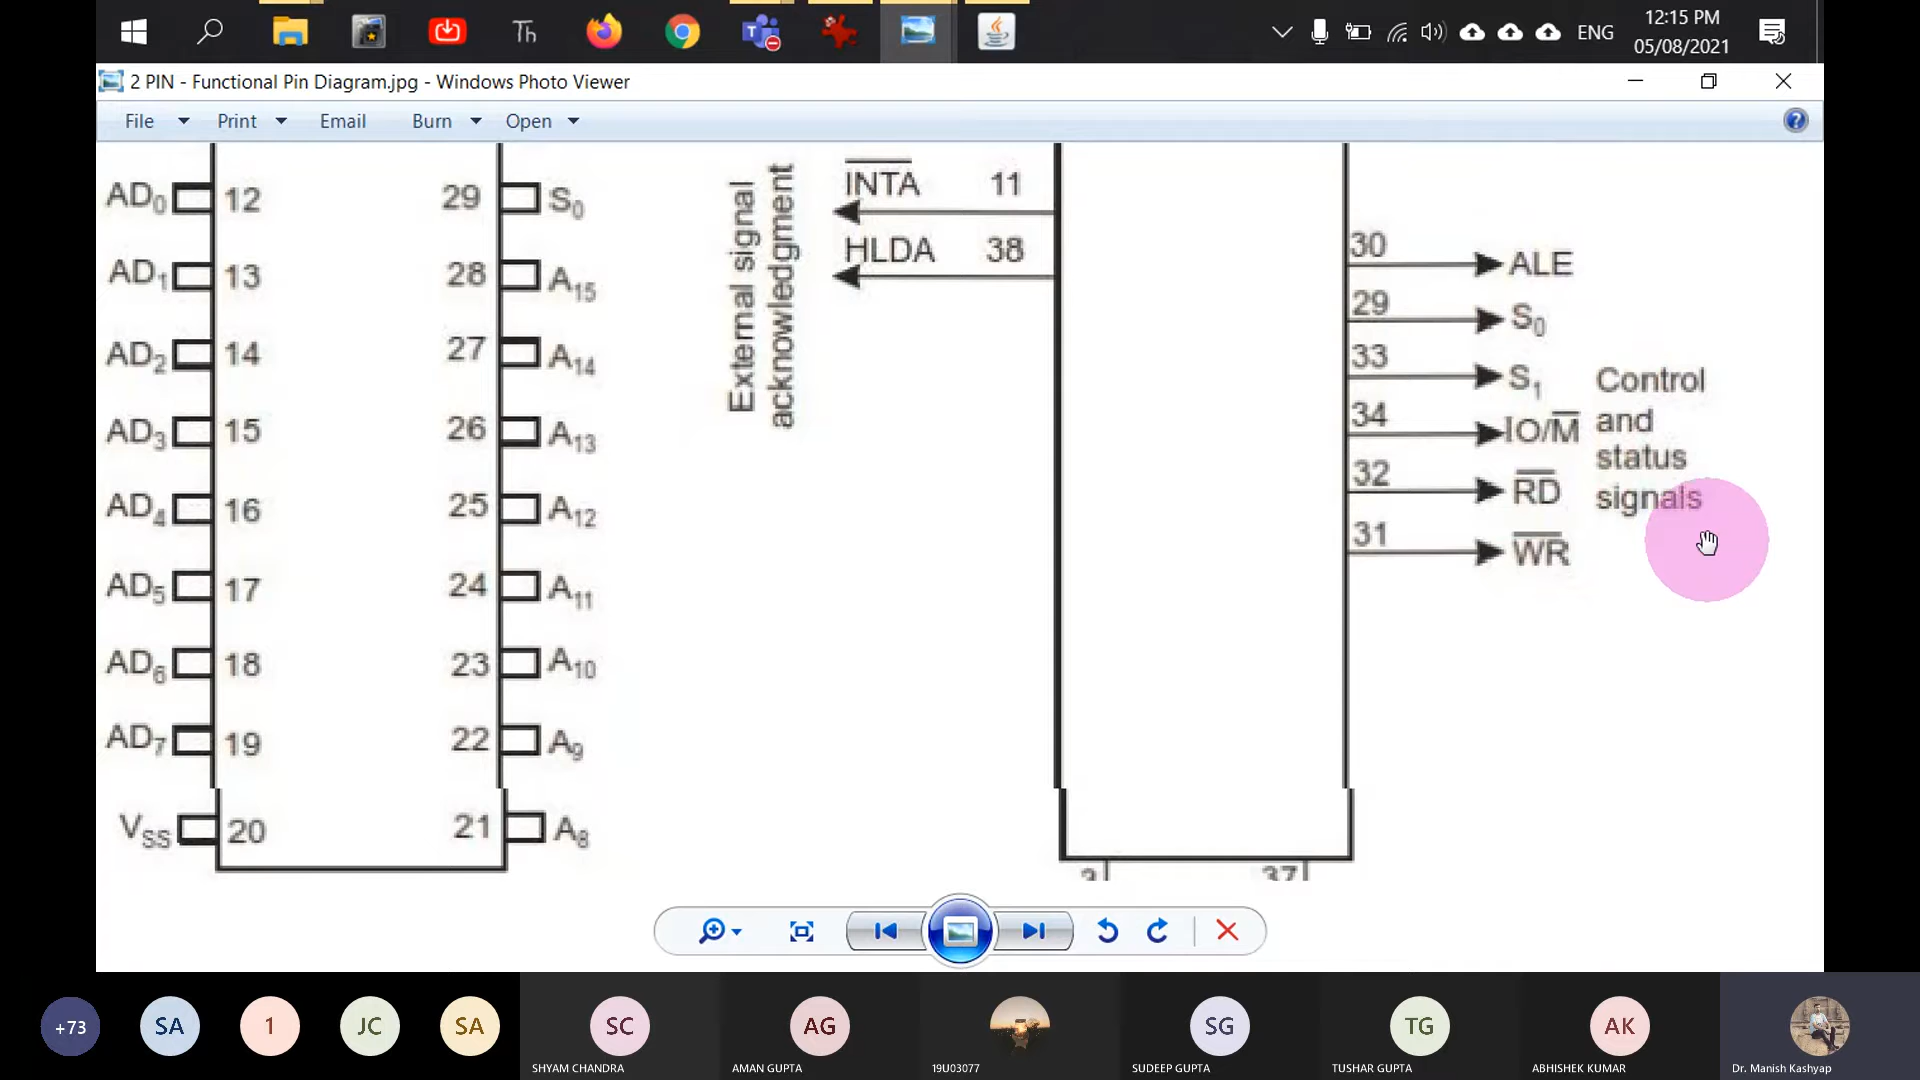 Th
ENG
12:15 PM
05/08/2021
2 PIN - Functional Pin Diagram.jpg - Windows Photo Viewer
File
Print
Email
Burn
Open
AD0 12
AD1 13
AD2 14
AD3 15
AD4 16
AD5 17
AD6 18
AD7 19
VSS 20
29 S0
28 A15
27 A14
26 A13
25 A12
24 A11
23 A10
22 A9
21 A8
External signal
acknowledgment
INTA 11
HLDA 38
30 ALE
29 S0
33 S1
34 IO/M
32 RD
31 WR
Control
and
status
signals
37
+73
SA
1
JC
SA
SC
SHYAM CHANDRA
AG
AMAN GUPTA
19U03077
SG
SUDEEP GUPTA
TG
TUSHAR GUPTA
AK
ABHISHEK KUMAR
Dr. Manish Kashyap